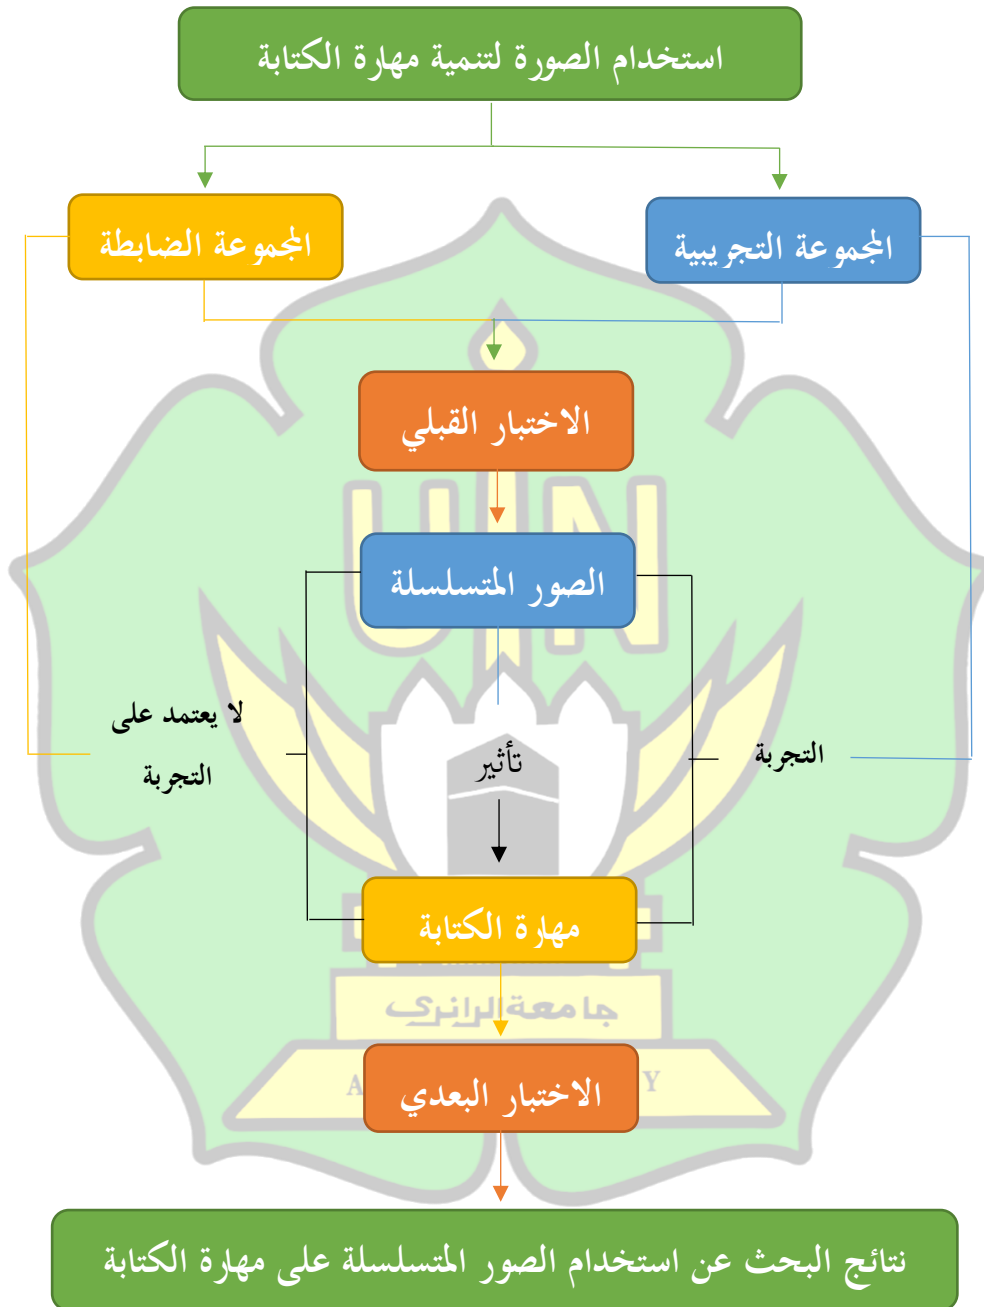 استخدام الصورة لتنمية مهارة الكتابة
المجموعة التجريبية
المجموعة الضابطة
الاختبار القبلي
UIN
الصور المتسلسلة
التجربة
تأثير
لا يعتمد على
التجربة
مهارة الكتابة
جامعة الرانري
A
Y
الاختبار البعدي
نتائج البحث عن استخدام الصور المتسلسلة على مهارة الكتابة